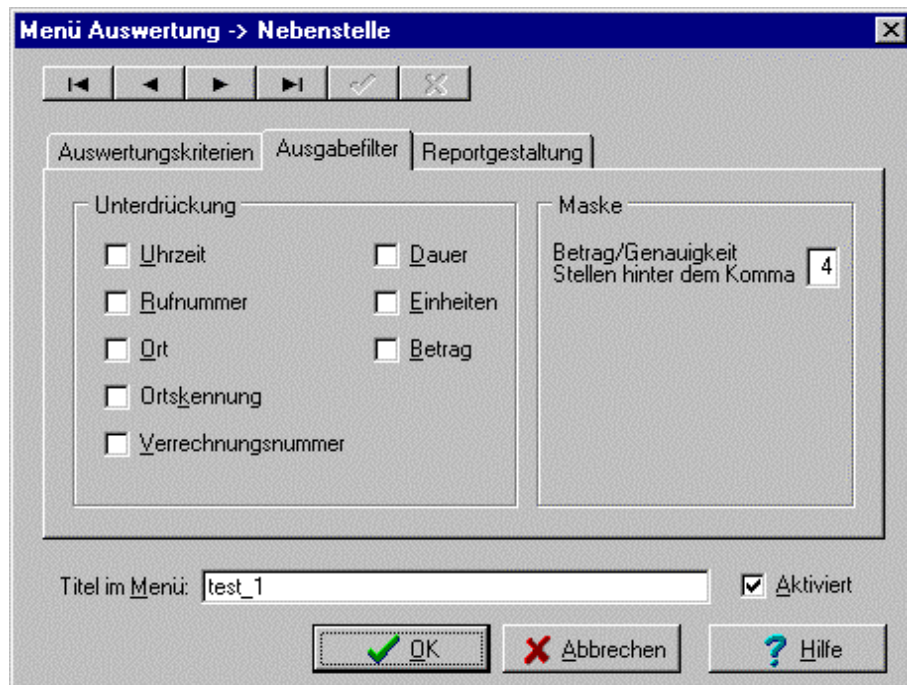 Menü Auswertung -> Nebenstelle
Auswertungskriterien Ausgabefilter Reportgestaltung
Unterdrückung
Uhrzeit
Rufnummer
Ort
Ortskennung
Verrechnungsnummer
Dauer
Einheiten
Betrag
Maske
Betrag/Genauigkeit
Stellen hinter dem Komma 4
Titel im Menü: test_1
Aktiviert
OK Abbrechen Hilfe